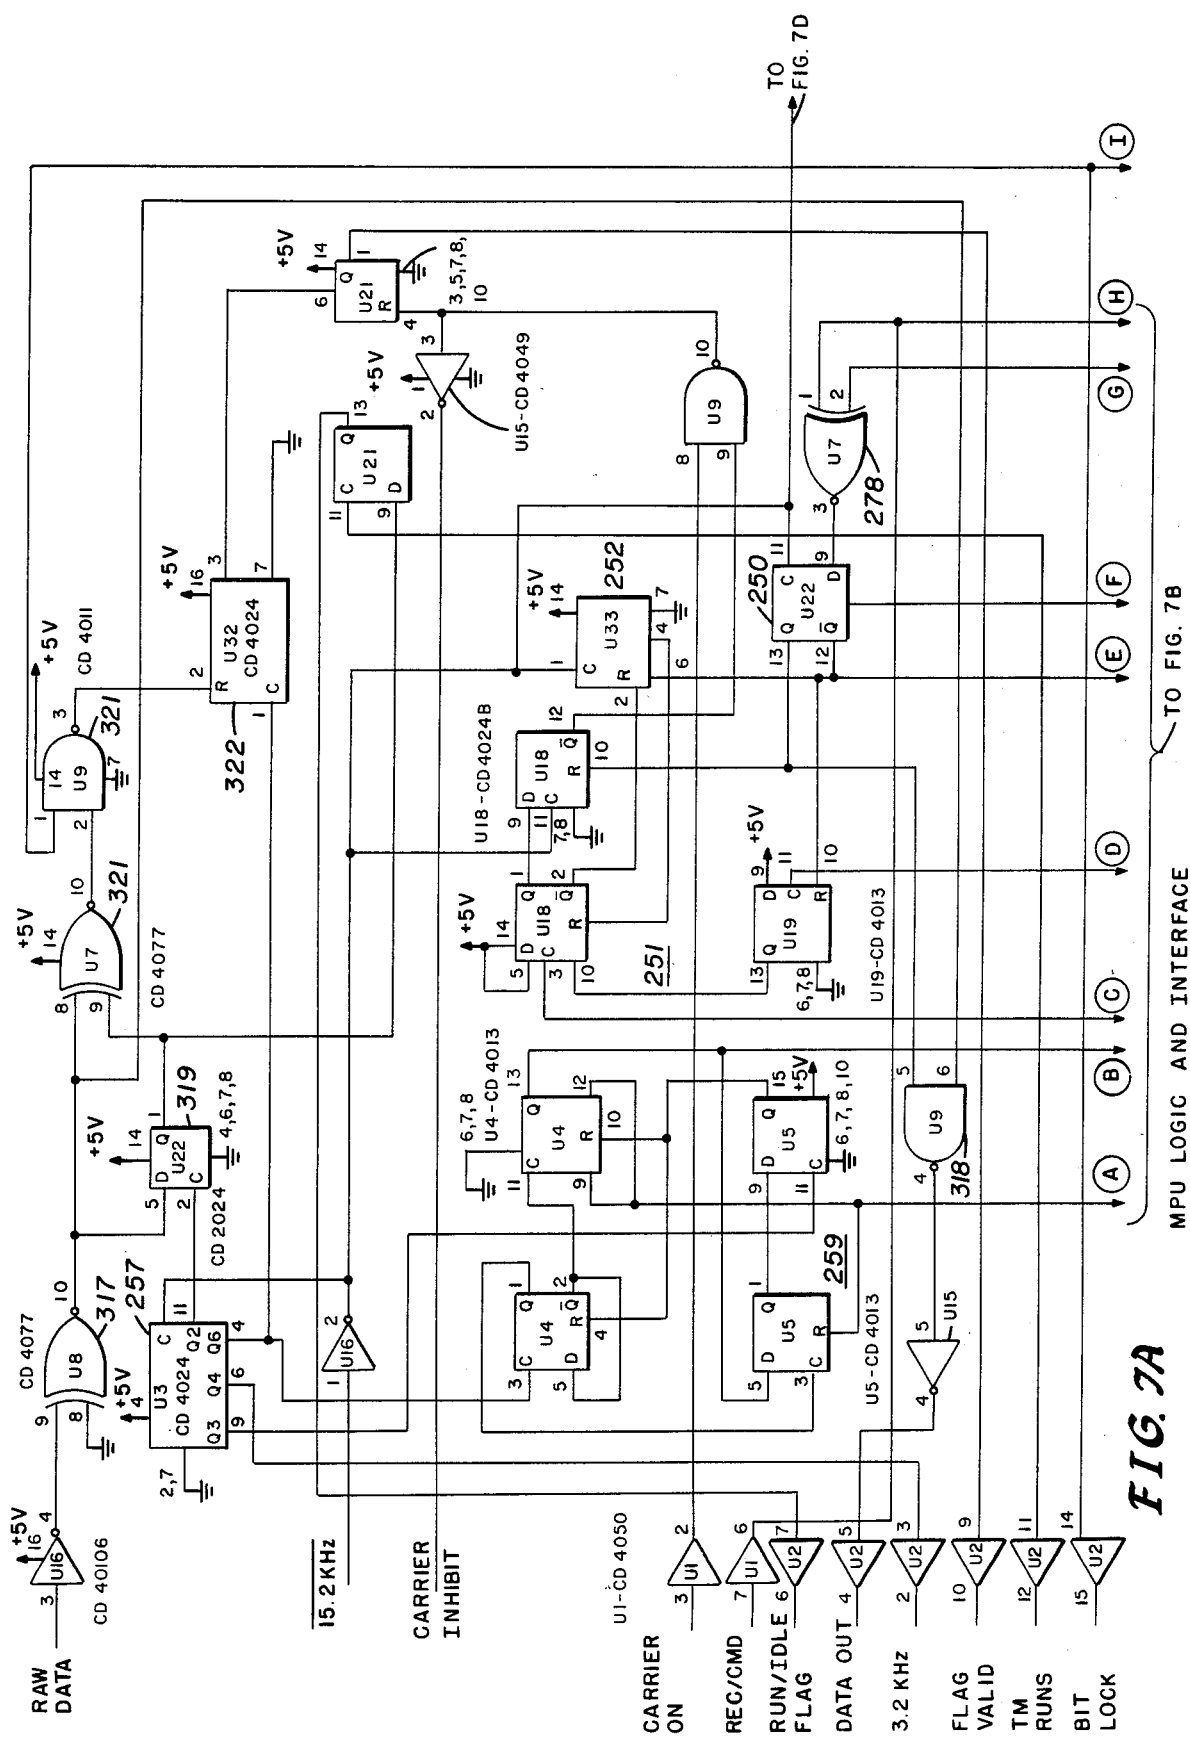 RAW
DATA
3
U16
+5V
16
4
CD 40106
9
8
U8
CD 4077
10
317
257
+5V
4
U3
CD 4024
C
11
Q2
Q6
4
Q4
6
Q3
9
2,7
5
D
2
C
U22
Q
1
+5V
14
319
4,6,7,8
CD 2024
8
9
U7
+5V
14
10
321
CD 4077
1
2
14
U9
7
3
321
+5V
CD 4011
2
R
U32
CD 4024
C
1
322
+5V
16
3
7
+5V
14
6
Q
1
U21
R
4
3,5,7,8,
10
11
C
Q
13
U21
D
9
+5V
1
3
2
U15-CD 4049
15.2 KHz
1
U16
2
CARRIER
INHIBIT
3
C
Q
1
U4
Q̄
2
R
4
D
5
6,7,8
U4-CD 4013
13
Q
12
C
U4
R
10
11
9
+5V
14
5
D
Q
1
3
C
U18
Q̄
2
10
R
251
U18-CD4024B
9
D
11
C
U18
Q̄
12
R
10
7,8
+5V
14
1
C
U33
252
R
2
4
7
6
8
9
U9
10
5
D
Q
1
U5
3
C
R
259
U5-CD 4013
9
D
Q
15
U5
11
C
+5V
6,7,8,10
+5V
9
D
11
C
R
10
13
Q
U19
6,7,8
U19-CD 4013
13
Q
12
Q̄
U22
C
11
D
9
250
3
U7
1
2
278
TO
FIG. 7D
5
6
U9
4
318
5
U15
4
U1-CD 4050
CARRIER
ON
3
U1
2
REC/CMD
7
U1
6
RUN/IDLE
FLAG
6
U2
7
DATA OUT
4
U2
5
3.2 KHz
2
U2
3
FLAG
VALID
10
U2
9
TM
RUNS
12
U2
11
BIT
LOCK
15
U2
14
A
B
C
D
E
F
G
H
I
TO FIG. 7B
MPU LOGIC AND INTERFACE
FIG. 7A